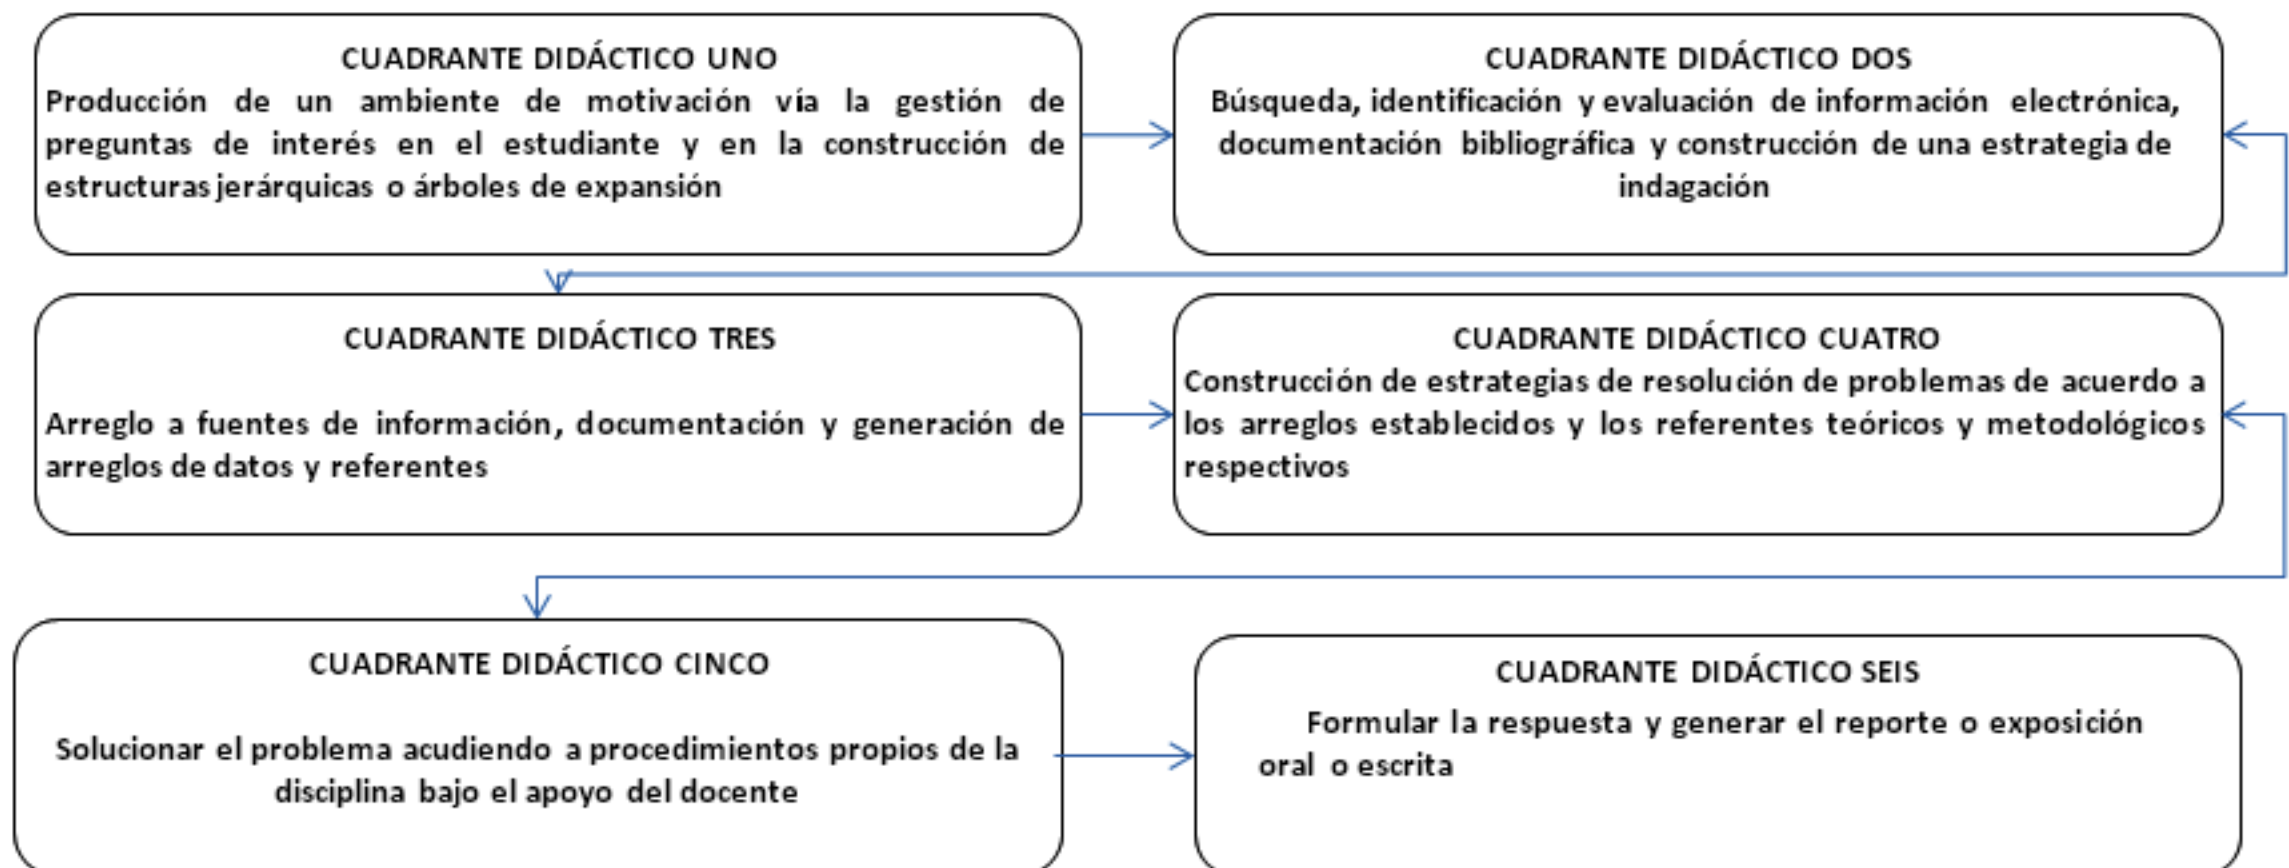 CUADRANTE DIDÁCTICO UNO
Producción de un ambiente de motivación vía la gestión de
preguntas de interés en el estudiante y en la construcción de
estructuras jerárquicas o árboles de expansión
CUADRANTE DIDÁCTICO DOS
Búsqueda, identificación y evaluación de información electrónica,
documentación bibliográfica y construcción de una estrategia de
indagación
CUADRANTE DIDÁCTICO TRES
Arreglo a fuentes de información, documentación y generación de
arreglos de datos y referentes
CUADRANTE DIDÁCTICO CUATRO
Construcción de estrategias de resolución de problemas de acuerdo a
los arreglos establecidos y los referentes teóricos y metodológicos
respectivos
CUADRANTE DIDÁCTICO CINCO
Solucionar el problema acudiendo a procedimientos propios de la
disciplina bajo el apoyo del docente
CUADRANTE DIDÁCTICO SEIS
Formular la respuesta y generar el reporte o exposición
oral o escrita